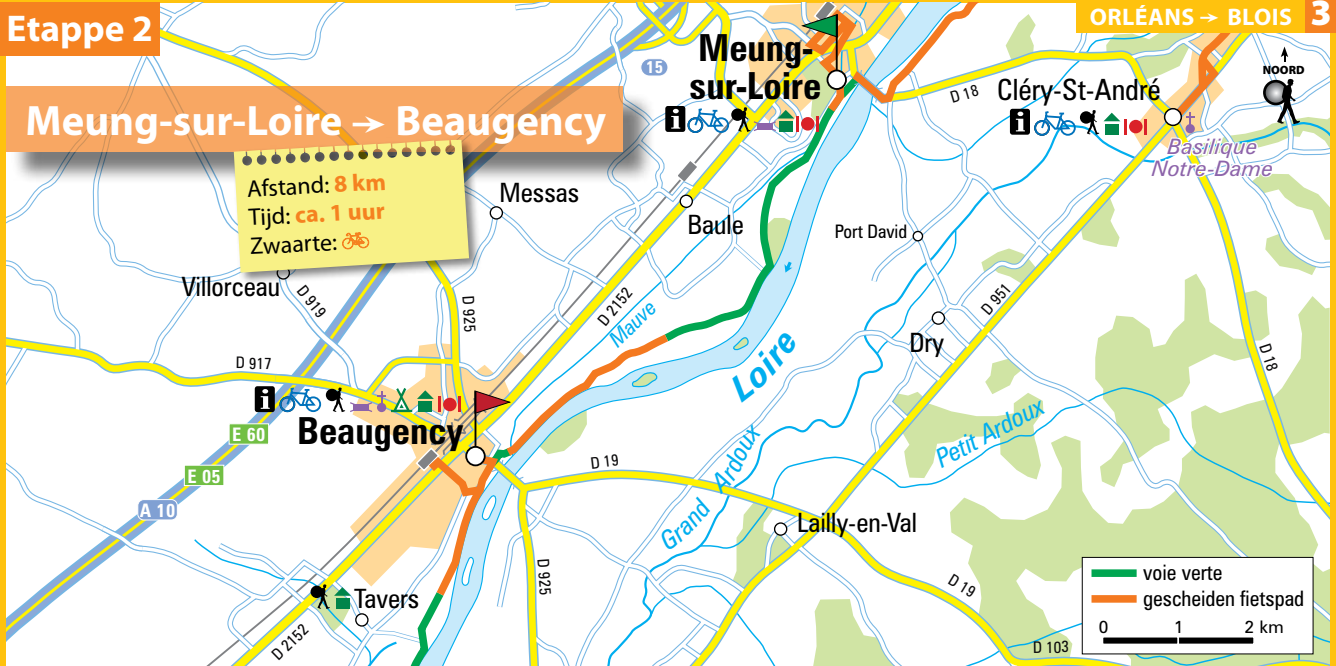 Etappe 2
ORLÉANS → BLOIS 3
Meung-sur-Loire → Beaugency
Afstand: 8 km
Tijd: ca. 1 uur
Zwaarte:
Meung-
sur-Loire
15
D 18
Cléry-St-André
NOORD
Basilique
Notre-Dame
Messas
Baule
Port David
Villorceau
D 919
D 925
D 2152
Mauve
Loire
D 951
Dry
D 18
D 917
Beaugency
E 60
E 05
A 10
D 19
Grand Ardoux
Petit Ardoux
Lailly-en-Val
D 925
D 19
Tavers
D 2152
D 103
voie verte
gescheiden fietspad
0 1 2 km